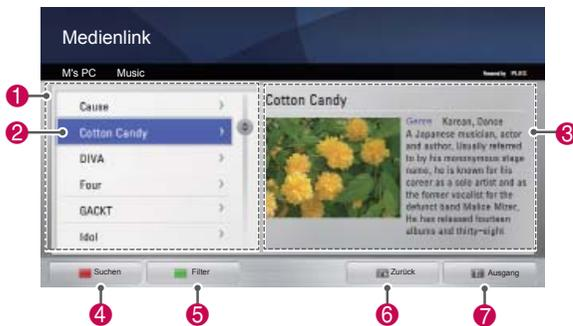 Medienlink
M's PC Music
Powered by PLEX
1
Cause
2
Cotton Candy
DIVA
Four
GACKT
Idol
Cotton Candy
Genre Korean, Dance
A Japanese musician, actor
and author. Usually referred
to by his mononymous stage
name, he is known for his
career as a sole artist and as
the former vocalist for the
defunct band Malice Mizer.
He has released fourteen
albums and thirty-eight
3
Suchen
Filter
Zurück
Ausgang
4
5
6
7